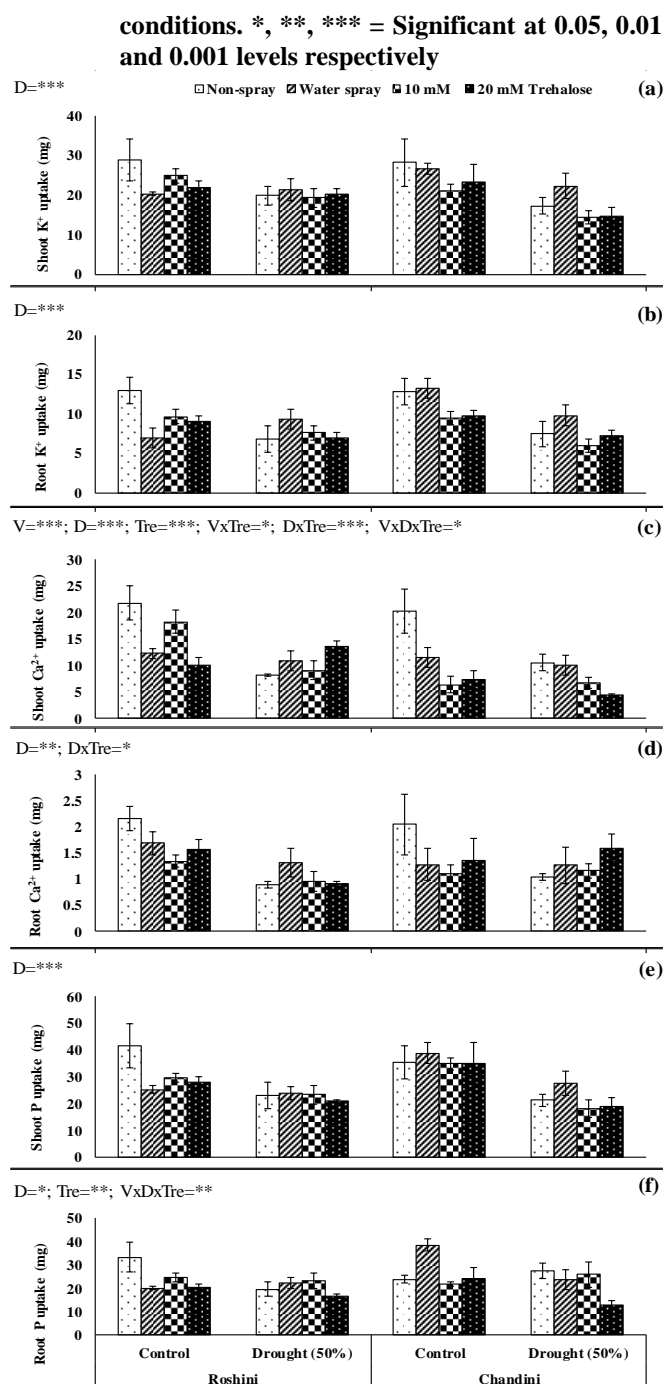 conditions. *, **, *** = Significant at 0.05, 0.01
and 0.001 levels respectively
D=***
Non-spray Water spray 10 mM 20 mM Trehalose (a)
40
30
20
10
0
Shoot K⁺ uptake (mg)
D=***
(b)
20
15
10
5
0
Root K⁺ uptake (mg)
V=***; D=***; Tre=***; VxTre=*; DxTre=***; VxDxTre=*
(c)
30
25
20
15
10
5
0
Shoot Ca²⁺ uptake (mg)
D=**; DxTre=*
(d)
3
2.5
2
1.5
1
0.5
0
Root Ca²⁺ uptake (mg)
D=***
(e)
60
50
40
30
20
10
0
Shoot P uptake (mg)
D=*; Tre=**; VxDxTre=**
(f)
50
40
30
20
10
0
Root P uptake (mg)
Control Drought (50%) Control Drought (50%)
Roshini Chandini